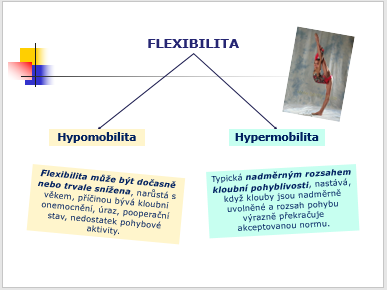 FLEXIBILITA
Hypomobilita
Hypermobilita
Flexibilita může být dočasně
nebo trvale snížena, narůstá s
věkem, příčinou bývá kloubní
onemocnění, úraz, pooperační
stav, nedostatek pohybové
aktivity.
Typická nadměrným rozsahem
kloubní pohyblivosti, nastává,
když klouby jsou nadměrně
uvolněné a rozsah pohybu
výrazně překračuje
akceptovanou normu.